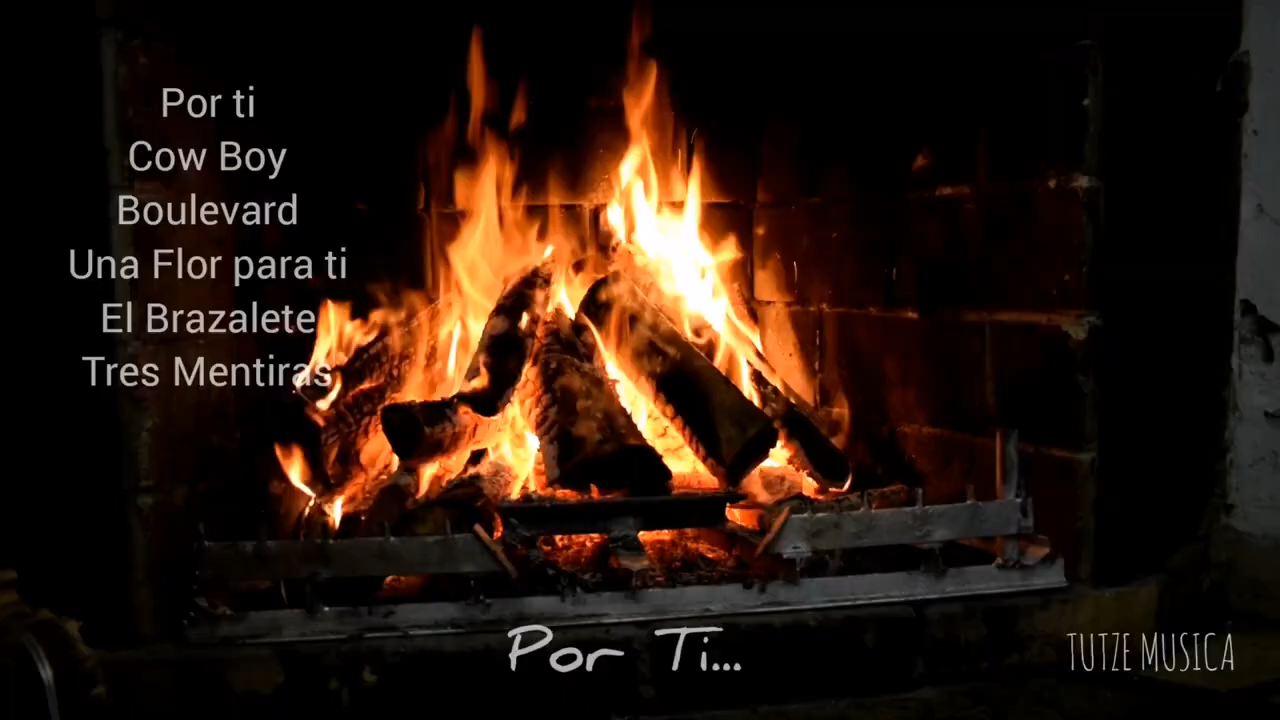 Por ti
Cow Boy
Boulevard
Una Flor para ti
El Brazalete
Tres Mentiras
Por Ti...
TUTZE MUSICA